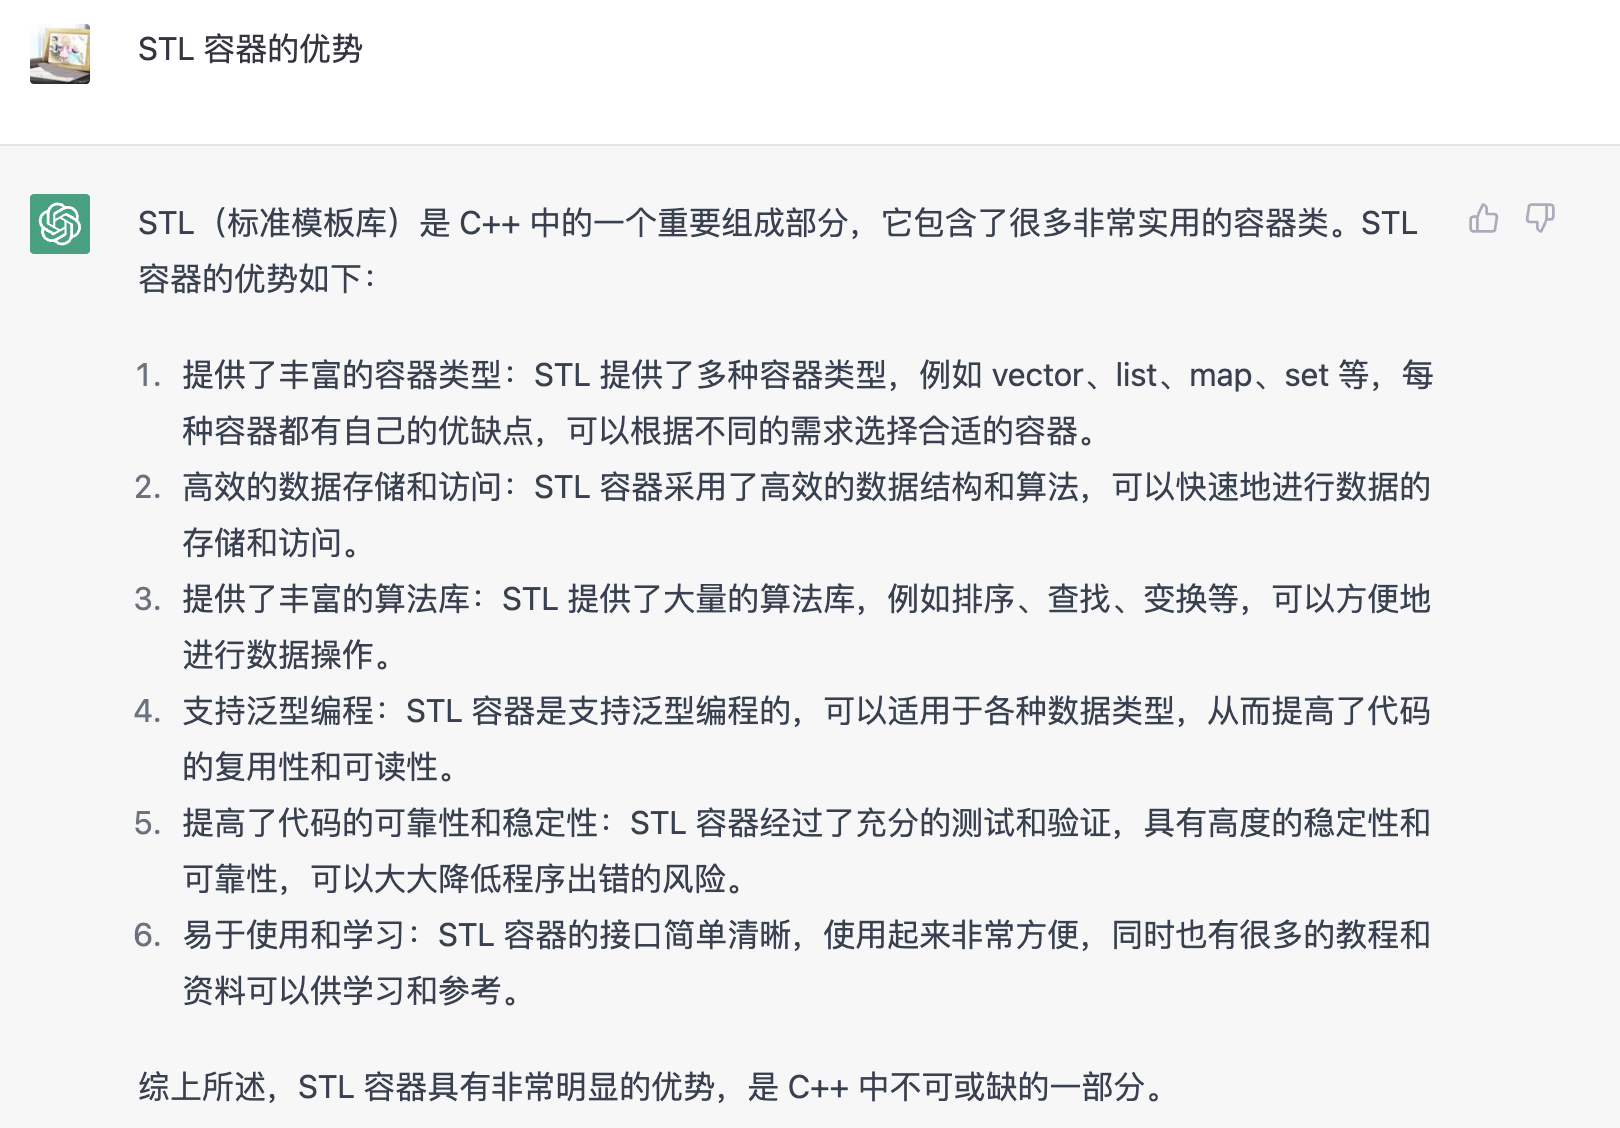 STL 容器的优势
STL（标准模板库）是 C++ 中的一个重要组成部分，它包含了很多非常实用的容器类。STL
容器的优势如下：
1. 提供了丰富的容器类型：STL 提供了多种容器类型，例如 vector、list、map、set 等，每
种容器都有自己的优缺点，可以根据不同的需求选择合适的容器。
2. 高效的数据存储和访问：STL 容器采用了高效的数据结构和算法，可以快速地进行数据的
存储和访问。
3. 提供了丰富的算法库：STL 提供了大量的算法库，例如排序、查找、变换等，可以方便地
进行数据操作。
4. 支持泛型编程：STL 容器是支持泛型编程的，可以适用于各种数据类型，从而提高了代码
的复用性和可读性。
5. 提高了代码的可靠性和稳定性：STL 容器经过了充分的测试和验证，具有高度的稳定性和
可靠性，可以大大降低程序出错的风险。
6. 易于使用和学习：STL 容器的接口简单清晰，使用起来非常方便，同时也有很多的教程和
资料可以供学习和参考。
综上所述，STL 容器具有非常明显的优势，是 C++ 中不可或缺的一部分。